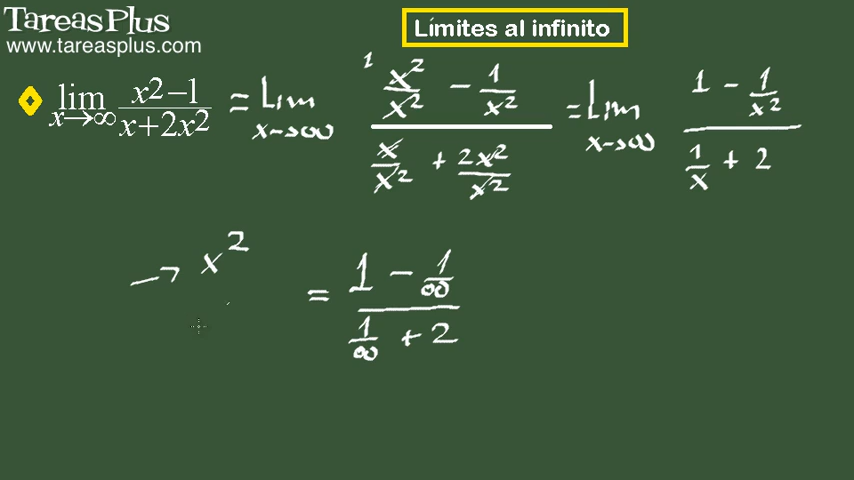 TareasPlus
www.tareasplus.com
Límites al infinito
lim x→∞ x2−1 / x+2x2 = Lim x→∞ (1 x²/x² − 1/x²) / (x/x² + 2x²/x²) = Lim x→∞ (1 − 1/x²) / (1/x + 2)
→ x²
= (1 − 1/∞) / (1/∞ + 2)